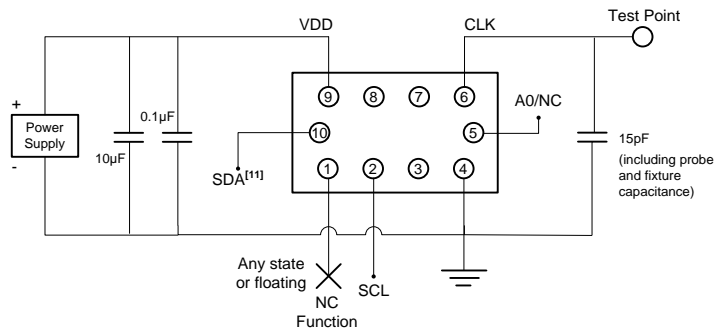 Test Point
VDD
CLK
9
8
7
6
A0/NC
+
0.1µF
Power
Supply
10
5
15pF
-
10µF
(including probe
and fixture
capacitance)
SDA[11]
1
2
3
4
Any state
or floating
NC
Function
SCL